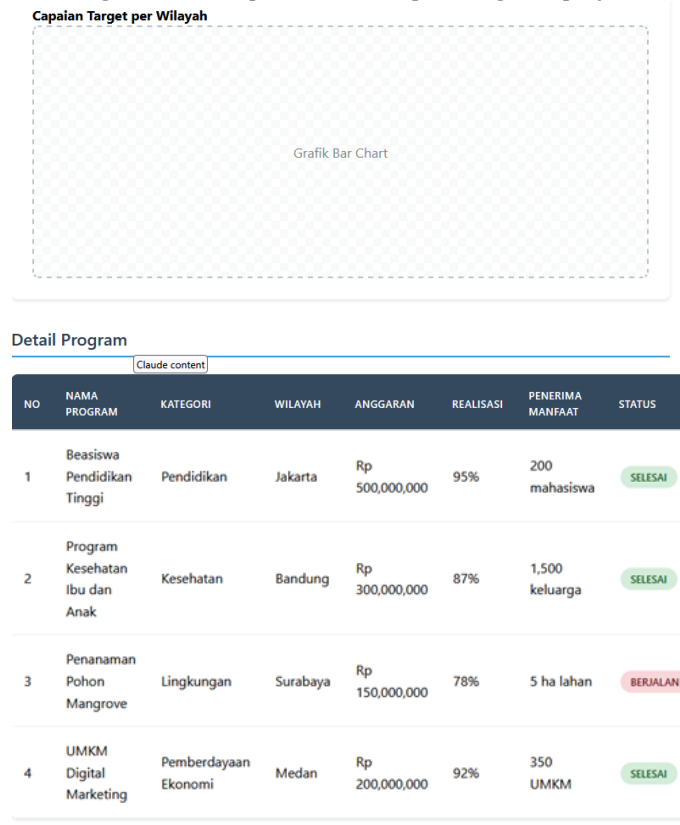 Capaian Target per Wilayah
Grafik Bar Chart
Detail Program
Claude content
NO NAMA PROGRAM KATEGORI WILAYAH ANGGARAN REALISASI PENERIMA MANFAAT STATUS
1 Beasiswa Pendidikan Tinggi Pendidikan Jakarta Rp 500,000,000 95% 200 mahasiswa SELESAI
2 Program Kesehatan Ibu dan Anak Kesehatan Bandung Rp 300,000,000 87% 1,500 keluarga SELESAI
3 Penanaman Pohon Mangrove Lingkungan Surabaya Rp 150,000,000 78% 5 ha lahan BERJALAN
4 UMKM Digital Marketing Pemberdayaan Ekonomi Medan Rp 200,000,000 92% 350 UMKM SELESAI